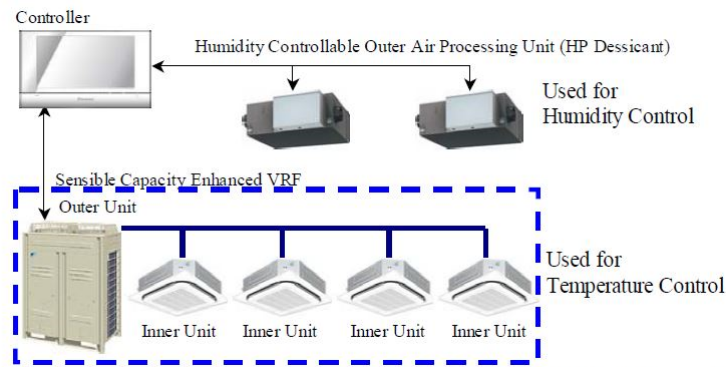 Controller
Humidity Controllable Outer Air Processing Unit (HP Dessicant)
Used for
Humidity Control
Sensible Capacity Enhanced VRF
Outer Unit
Used for
Temperature Control
Inner Unit Inner Unit Inner Unit Inner Unit